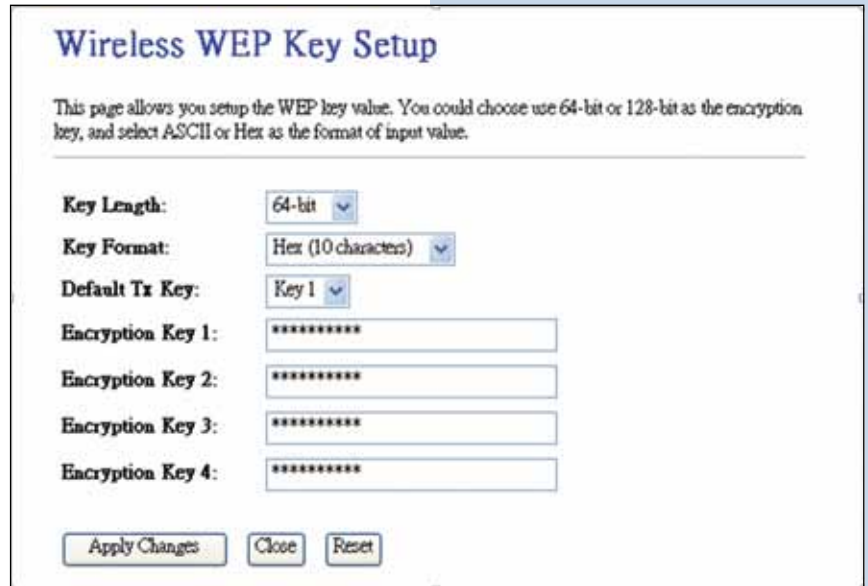 Wireless WEP Key Setup
This page allows you setup the WEP key value. You could choose use 64-bit or 128-bit as the encryption
key, and select ASCII or Hex as the format of input value.
Key Length: 64-bit
Key Format: Hex (10 characters)
Default Tx Key: Key 1
Encryption Key 1: **********
Encryption Key 2: **********
Encryption Key 3: **********
Encryption Key 4: **********
Apply Changes Close Reset